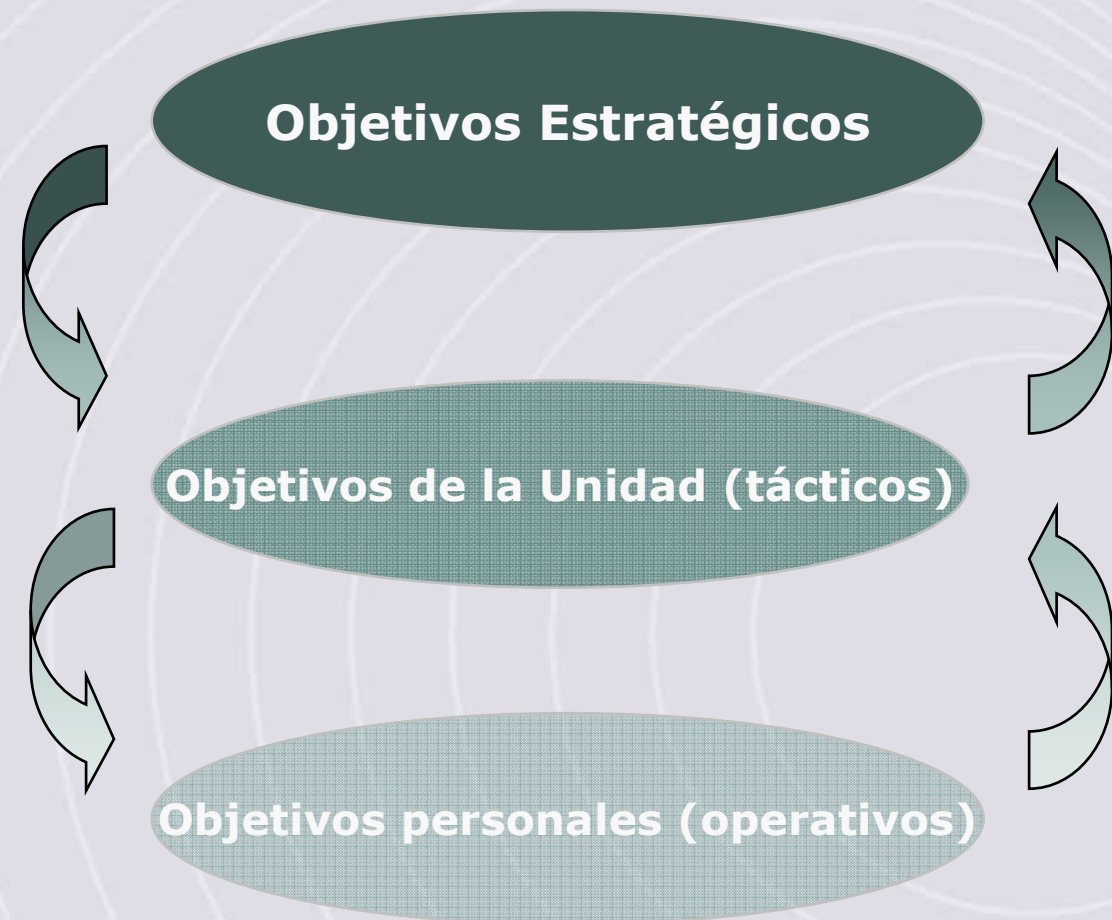 Objetivos Estratégicos
Objetivos de la Unidad (tácticos)
Objetivos personales (operativos)